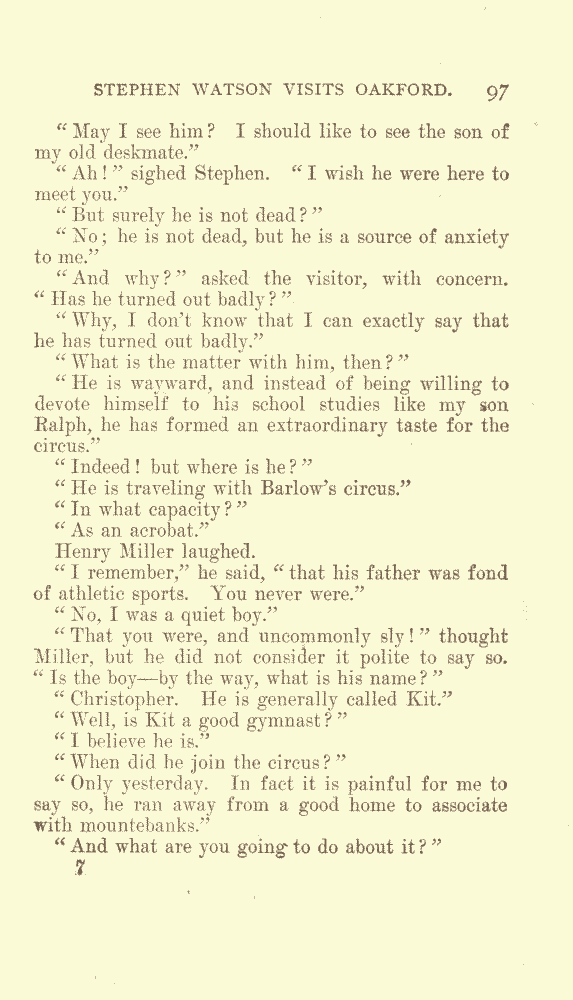 STEPHEN WATSON VISITS OAKFORD. 97
“May I see him? I should like to see the son of
my old deskmate.”
“Ah!” sighed Stephen. “I wish he were here to
meet you.”
“But surely he is not dead?”
“No; he is not dead, but he is a source of anxiety
to me.”
“And why?” asked the visitor, with concern.
“Has he turned out badly?”
“Why, I don’t know that I can exactly say that
he has turned out badly.”
“What is the matter with him, then?”
“He is wayward, and instead of being willing to
devote himself to his school studies like my son
Ralph, he has formed an extraordinary taste for the
circus.”
“Indeed! but where is he?”
“He is traveling with Barlow’s circus.”
“In what capacity?”
“As an acrobat.”
Henry Miller laughed.
“I remember,” he said, “that his father was fond
of athletic sports. You never were.”
“No, I was a quiet boy.”
“That you were, and uncommonly sly!” thought
Miller, but he did not consider it polite to say so.
“Is the boy—by the way, what is his name?”
“Christopher. He is generally called Kit.”
“Well, is Kit a good gymnast?”
“I believe he is.”
“When did he join the circus?”
“Only yesterday. In fact it is painful for me to
say so, he ran away from a good home to associate
with mountebanks.”
“And what are you going to do about it?”
7